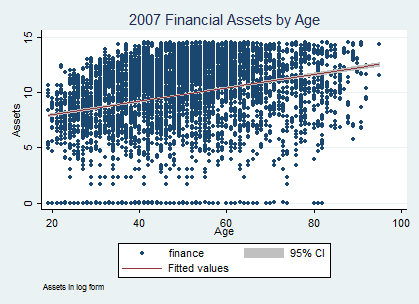 2007 Financial Assets by Age
15
10
5
0
Assets
20 40 60 80 100
Age
finance 95% CI
Fitted values
Assets in log form